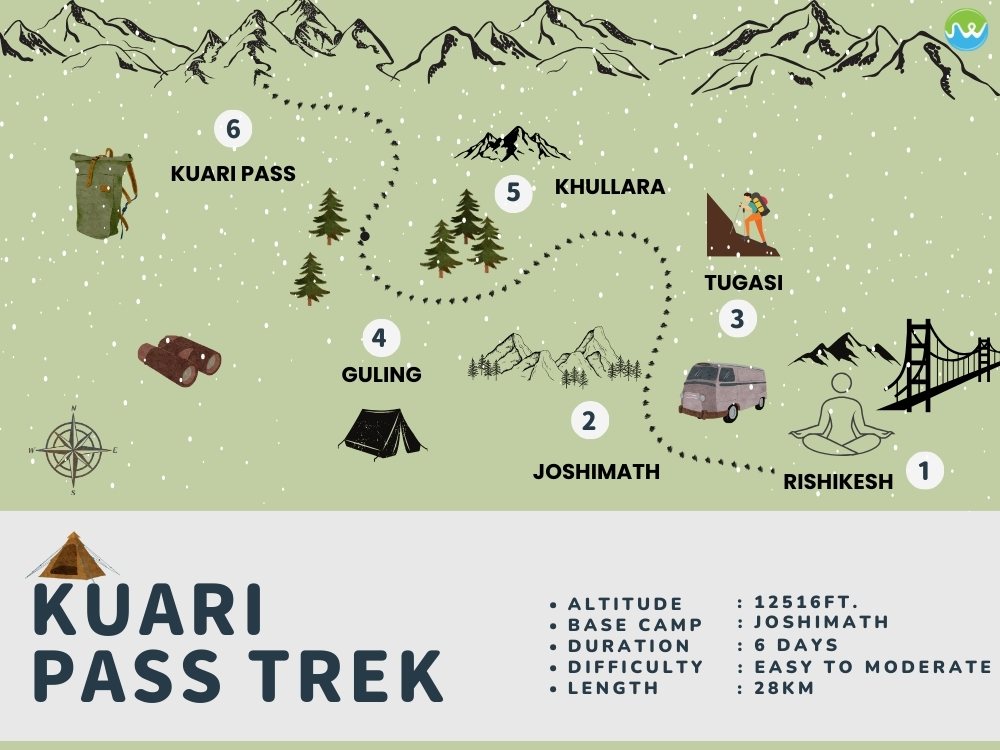 6
KUARI PASS
5
KHULLARA
TUGASI
3
4
GULING
2
JOSHIMATH
RISHIKESH
1
N
W
E
S
KUARI
PASS TREK
• ALTITUDE : 12516FT.
• BASE CAMP : JOSHIMATH
• DURATION : 6 DAYS
• DIFFICULTY : EASY TO MODERATE
• LENGTH : 28KM